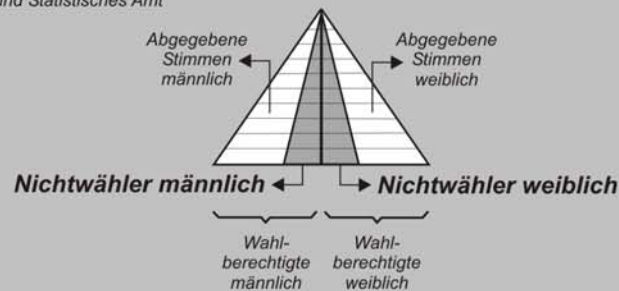 und Statistisches Amt
Abgegebene
Stimmen
männlich
Abgegebene
Stimmen
weiblich
Nichtwähler männlich
Nichtwähler weiblich
Wahl-
berechtigte
männlich
Wahl-
berechtigte
weiblich